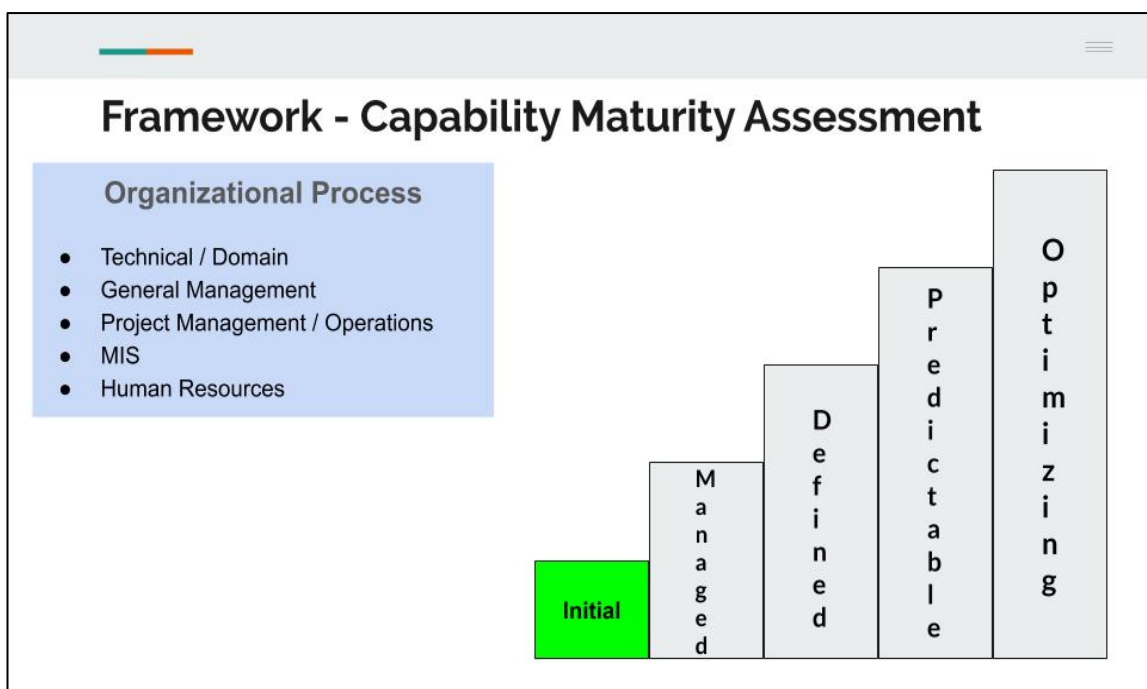 Framework - Capability Maturity Assessment
Organizational Process
● Technical / Domain
● General Management
● Project Management / Operations
● MIS
● Human Resources
Initial
Managed
Defined
Predictable
Optimizing